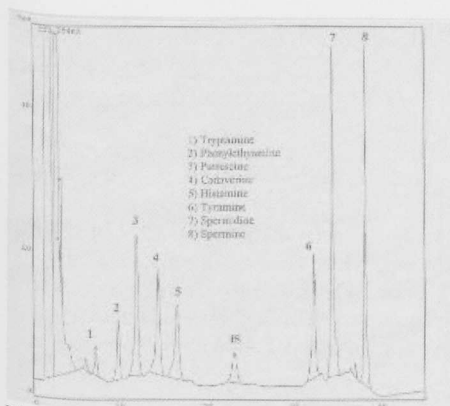 7
8
1) Tryptamine
2) Phenylethylamine
3) Putrescine
4) Cadaverine
5) Histamine
6) Tyramine
7) Spermidine
8) Spermine
3
4
6
5
2
1
IS